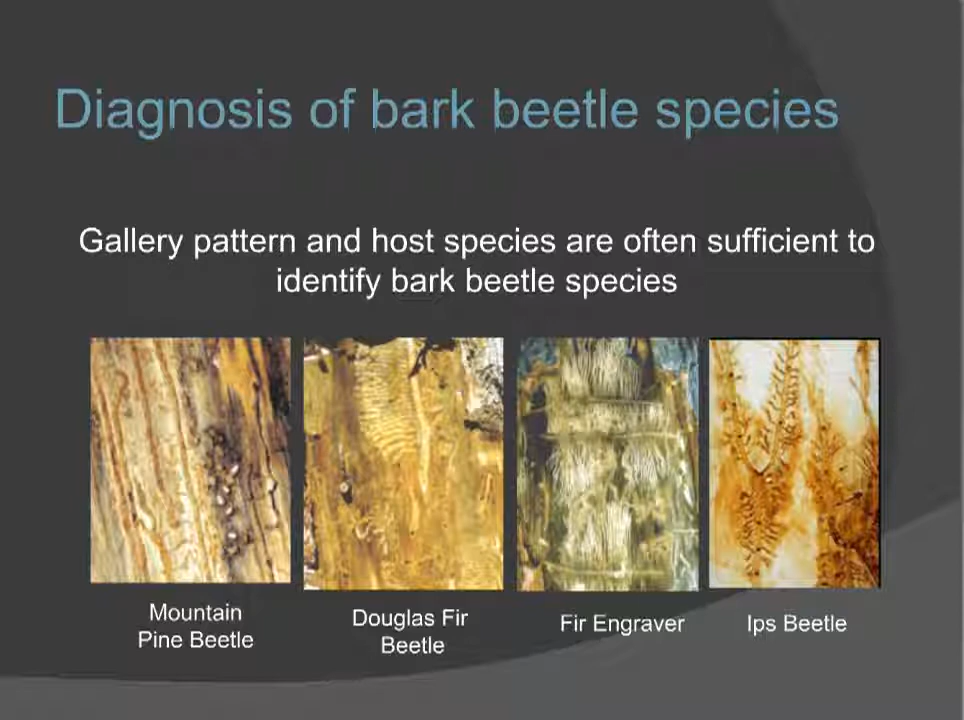 Diagnosis of bark beetle species
Gallery pattern and host species are often sufficient to
identify bark beetle species
Mountain
Pine Beetle
Douglas Fir
Beetle
Fir Engraver
Ips Beetle